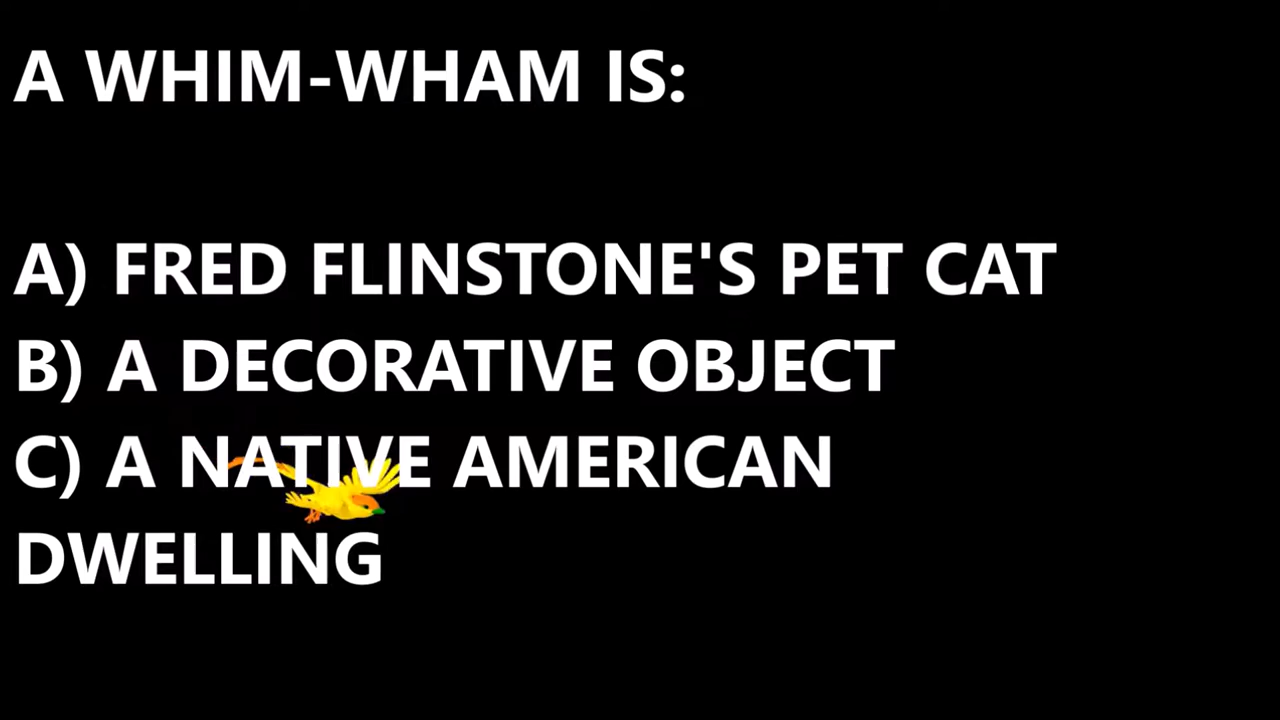 A WHIM-WHAM IS:
A) FRED FLINSTONE'S PET CAT
B) A DECORATIVE OBJECT
C) A NATIVE AMERICAN
DWELLING